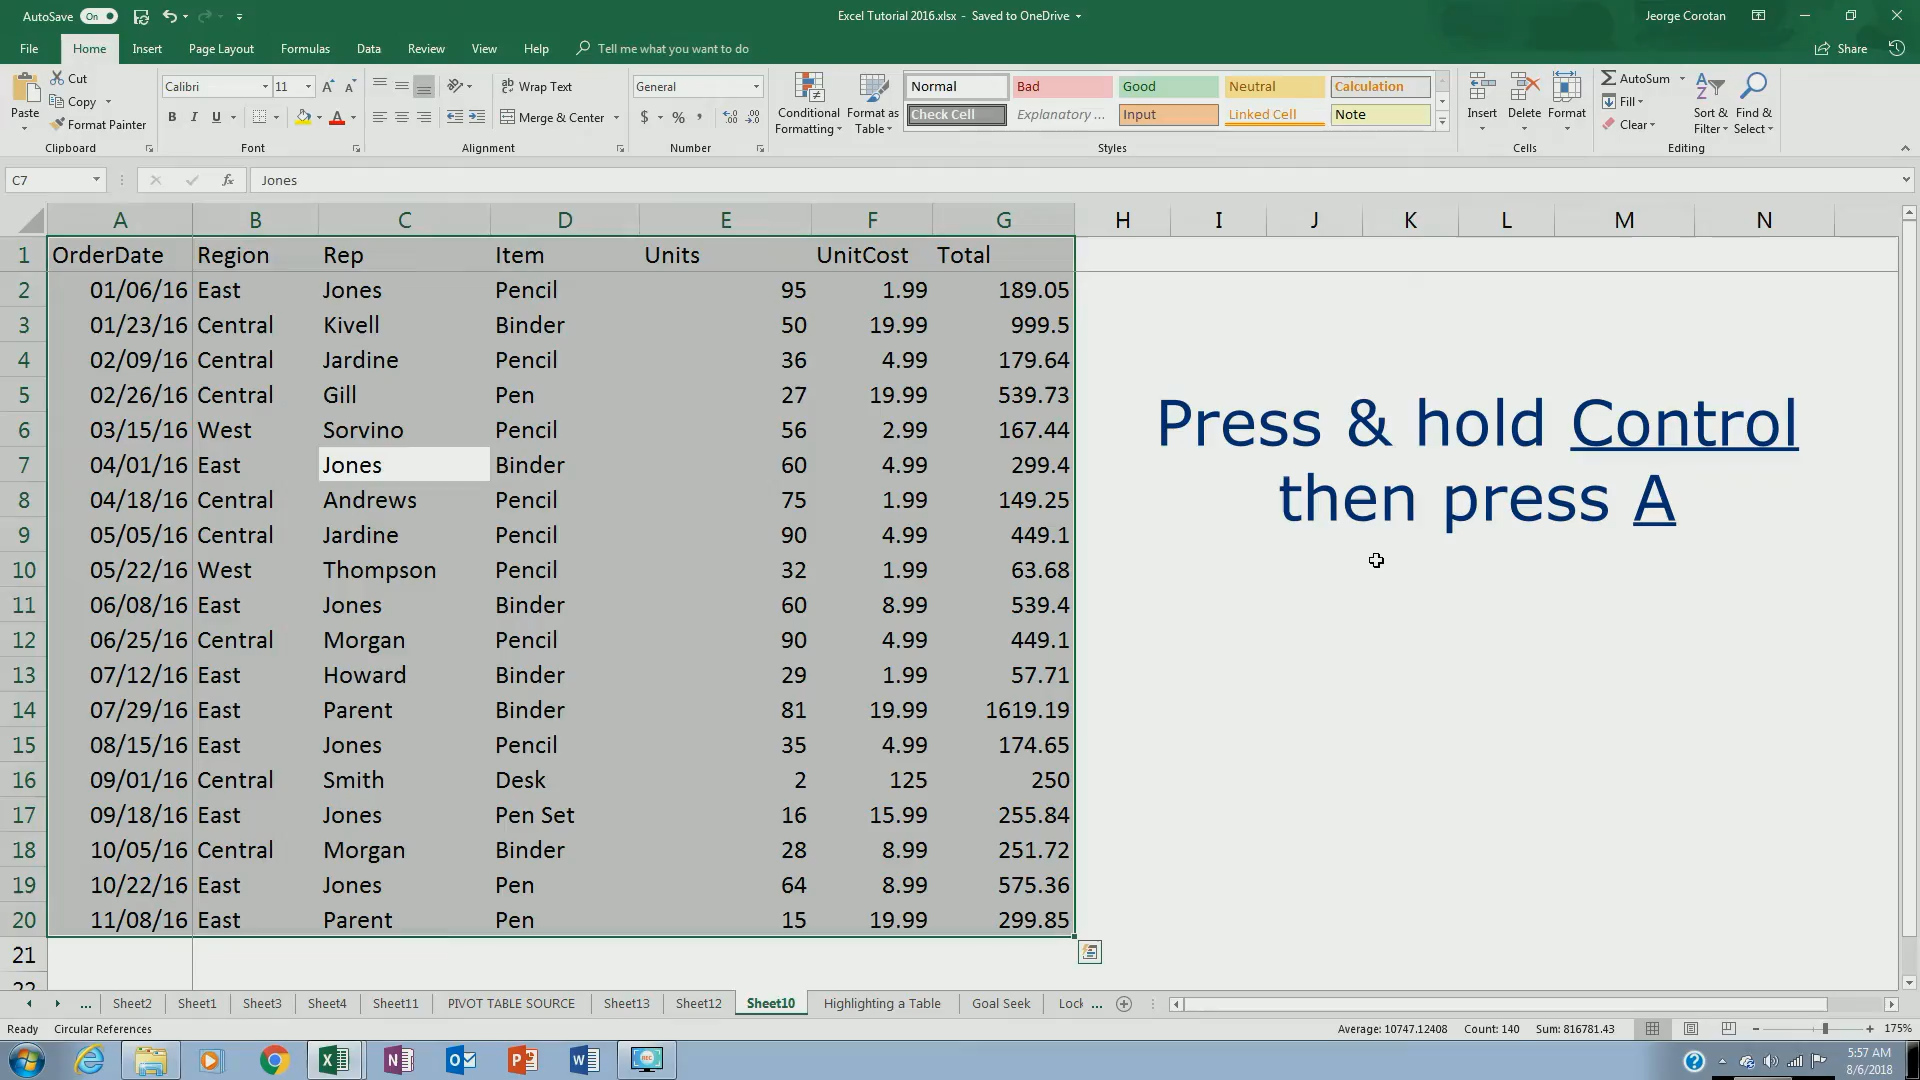 AutoSave On
Excel Tutorial 2016.xlsx - Saved to OneDrive
Jeorge Corotan
File Home Insert Page Layout Formulas Data Review View Help Tell me what you want to do Share
Paste
Cut
Copy
Format Painter
Clipboard
Calibri 11
B I U A
Font
Wrap Text
Merge & Center
Alignment
General
$ % ,
Number
Conditional Formatting
Format as Table
Normal Bad Good Neutral Calculation
Check Cell Explanatory ... Input Linked Cell Note
Styles
Insert Delete Format
Cells
AutoSum
Fill
Clear
Sort & Filter
Find & Select
Editing
C7 fx Jones
A B C D E F G H I J K L M N
1 OrderDate Region Rep Item Units UnitCost Total
2 01/06/16 East Jones Pencil 95 1.99 189.05
3 01/23/16 Central Kivell Binder 50 19.99 999.5
4 02/09/16 Central Jardine Pencil 36 4.99 179.64
5 02/26/16 Central Gill Pen 27 19.99 539.73
6 03/15/16 West Sorvino Pencil 56 2.99 167.44
7 04/01/16 East Jones Binder 60 4.99 299.4
8 04/18/16 Central Andrews Pencil 75 1.99 149.25
9 05/05/16 Central Jardine Pencil 90 4.99 449.1
10 05/22/16 West Thompson Pencil 32 1.99 63.68
11 06/08/16 East Jones Binder 60 8.99 539.4
12 06/25/16 Central Morgan Pencil 90 4.99 449.1
13 07/12/16 East Howard Binder 29 1.99 57.71
14 07/29/16 East Parent Binder 81 19.99 1619.19
15 08/15/16 East Jones Pencil 35 4.99 174.65
16 09/01/16 Central Smith Desk 2 125 250
17 09/18/16 East Jones Pen Set 16 15.99 255.84
18 10/05/16 Central Morgan Binder 28 8.99 251.72
19 10/22/16 East Jones Pen 64 8.99 575.36
20 11/08/16 East Parent Pen 15 19.99 299.85
21
22
Press & hold Control
then press A
... Sheet2 Sheet1 Sheet3 Sheet4 Sheet11 PIVOT TABLE SOURCE Sheet13 Sheet12 Sheet10 Highlighting a Table Goal Seek Lock ...
Ready Circular References Average: 10747.12408 Count: 140 Sum: 816781.43 175%
5:57 AM
8/6/2018